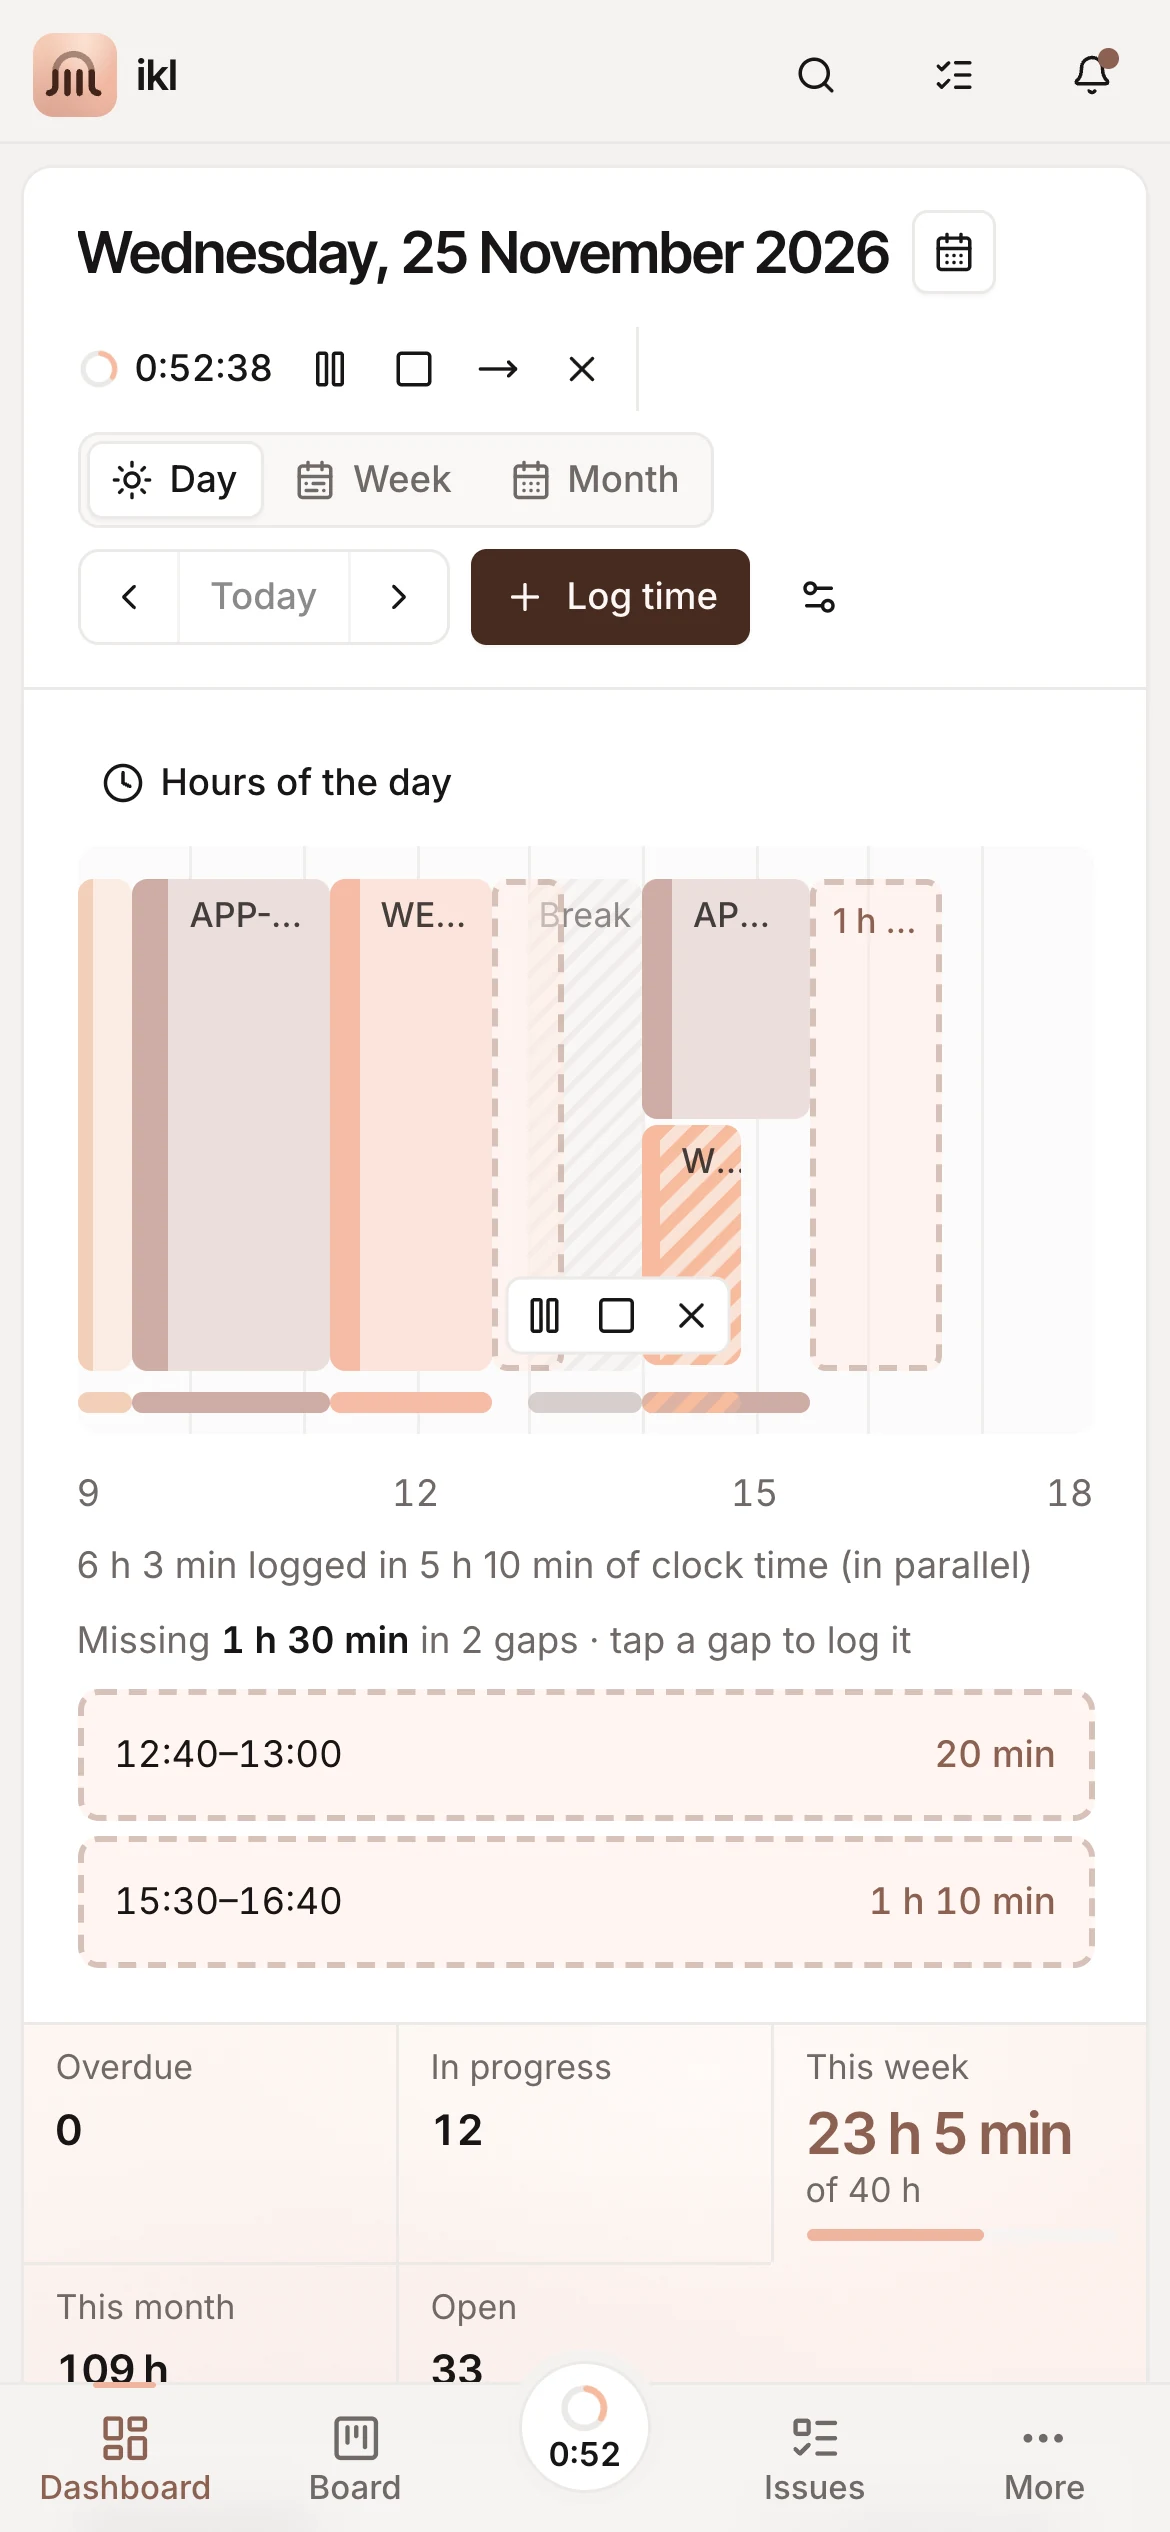 ikl
Wednesday, 25 November 2026
0:52:38
Day Week Month
Today + Log time
Hours of the day
APP-... WE... Break AP... 1 h ...
W...
9 12 15 18
6 h 3 min logged in 5 h 10 min of clock time (in parallel)
Missing 1 h 30 min in 2 gaps · tap a gap to log it
12:40–13:00 20 min
15:30–16:40 1 h 10 min
Overdue In progress This week
0 12 23 h 5 min
of 40 h
This month Open
109 h 33
0:52
Dashboard Board Issues More